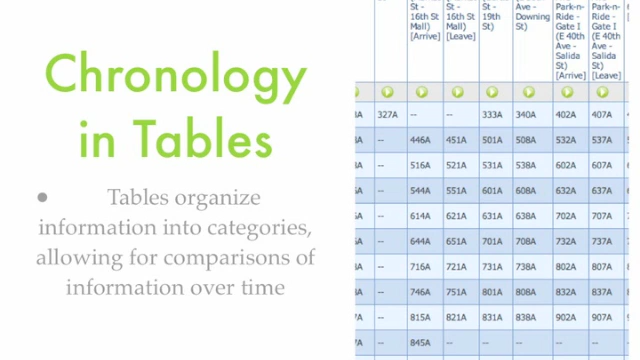 Chronology
in Tables
• Tables organize
information into categories,
allowing for comparisons of
information over time
St - 16th St Mall) [Arrive]
St - 16th St Mall) [Leave]
St - 19th St)
Ave - Downing St)
Park-n-Ride - Gate I (E 40th Ave - Salida St) [Arrive]
Park-n-Ride - Gate I (E 40th Ave - Salida St) [Leave]
327A -- -- 333A 340A 402A 407A
-- 446A 451A 501A 508A 532A 537A
-- 516A 521A 531A 538A 602A 607A
-- 544A 551A 601A 608A 632A 637A
-- 614A 621A 631A 638A 702A 707A
-- 644A 651A 701A 708A 732A 737A
-- 716A 721A 731A 738A 802A 807A
-- 746A 751A 801A 808A 832A 837A
-- 815A 821A 831A 838A 902A 907A
-- 845A -- -- -- -- --